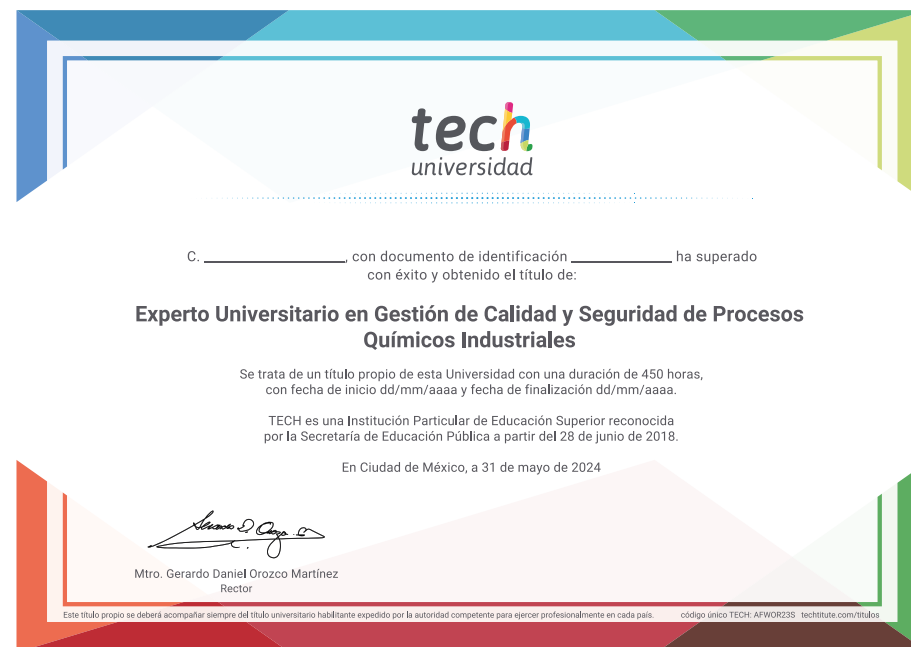 tech
universidad
C. ____________, con documento de identificación ____________ ha superado
con éxito y obtenido el título de:
Experto Universitario en Gestión de Calidad y Seguridad de Procesos
Químicos Industriales
Se trata de un título propio de esta Universidad con una duración de 450 horas,
con fecha de inicio dd/mm/aaaa y fecha de finalización dd/mm/aaaa.
TECH es una Institución Particular de Educación Superior reconocida
por la Secretaría de Educación Pública a partir del 28 de junio de 2018.
En Ciudad de México, a 31 de mayo de 2024
Mtro. Gerardo Daniel Orozco Martínez
Rector
Este título propio se deberá acompañar siempre del título universitario habilitante expedido por la autoridad competente para ejercer profesionalmente en cada país. código único TECH: AFWOR23S techtitute.com/titulos